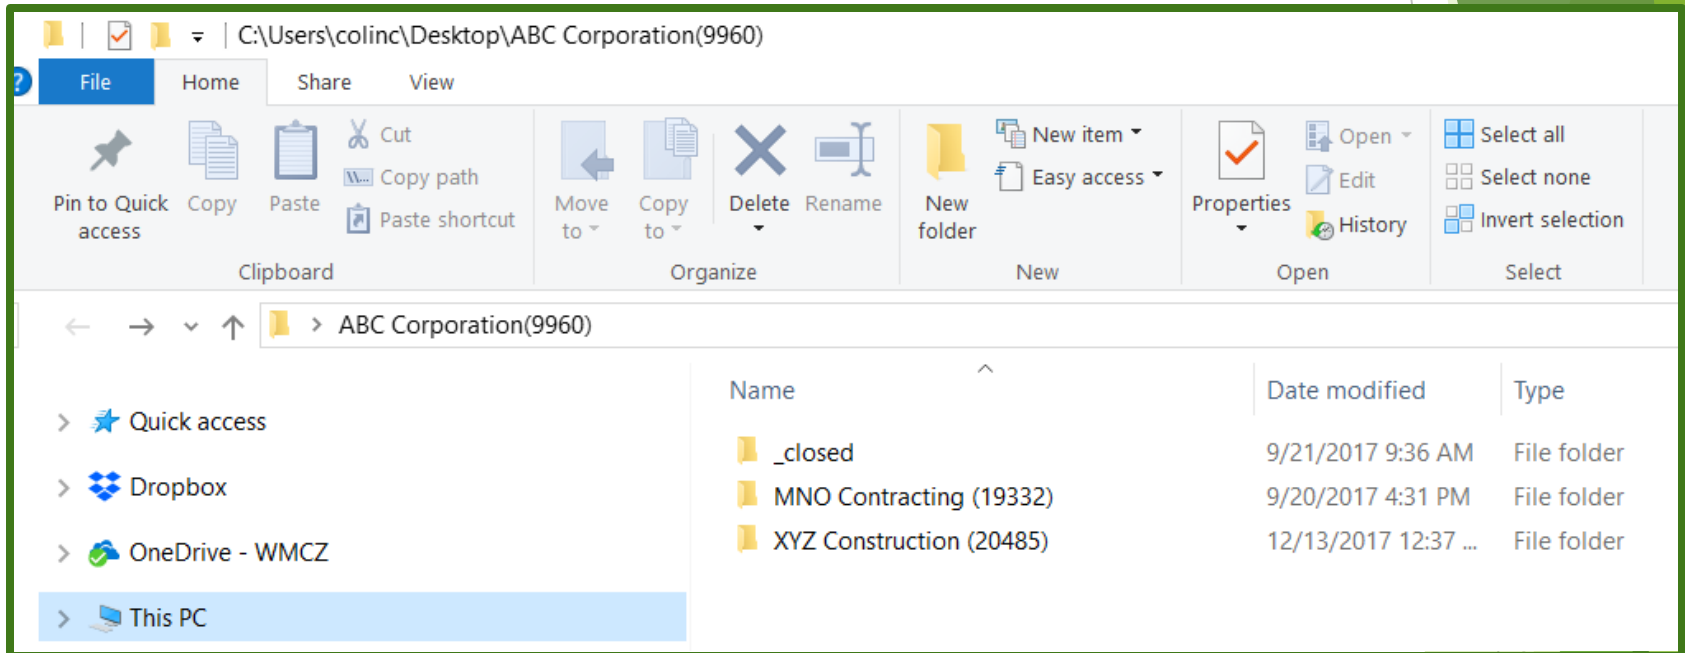 C:\Users\colinc\Desktop\ABC Corporation(9960)
?
File Home Share View
Pin to Quick access
Copy
Paste
Cut
W... Copy path
Paste shortcut
Clipboard
Move to
Copy to
Delete
Rename
Organize
New folder
New item
Easy access
New
Properties
Open
Edit
History
Open
Select all
Select none
Invert selection
Select
ABC Corporation(9960)
Quick access
Dropbox
OneDrive - WMCZ
This PC
Name Date modified Type
_closed 9/21/2017 9:36 AM File folder
MNO Contracting (19332) 9/20/2017 4:31 PM File folder
XYZ Construction (20485) 12/13/2017 12:37 ... File folder